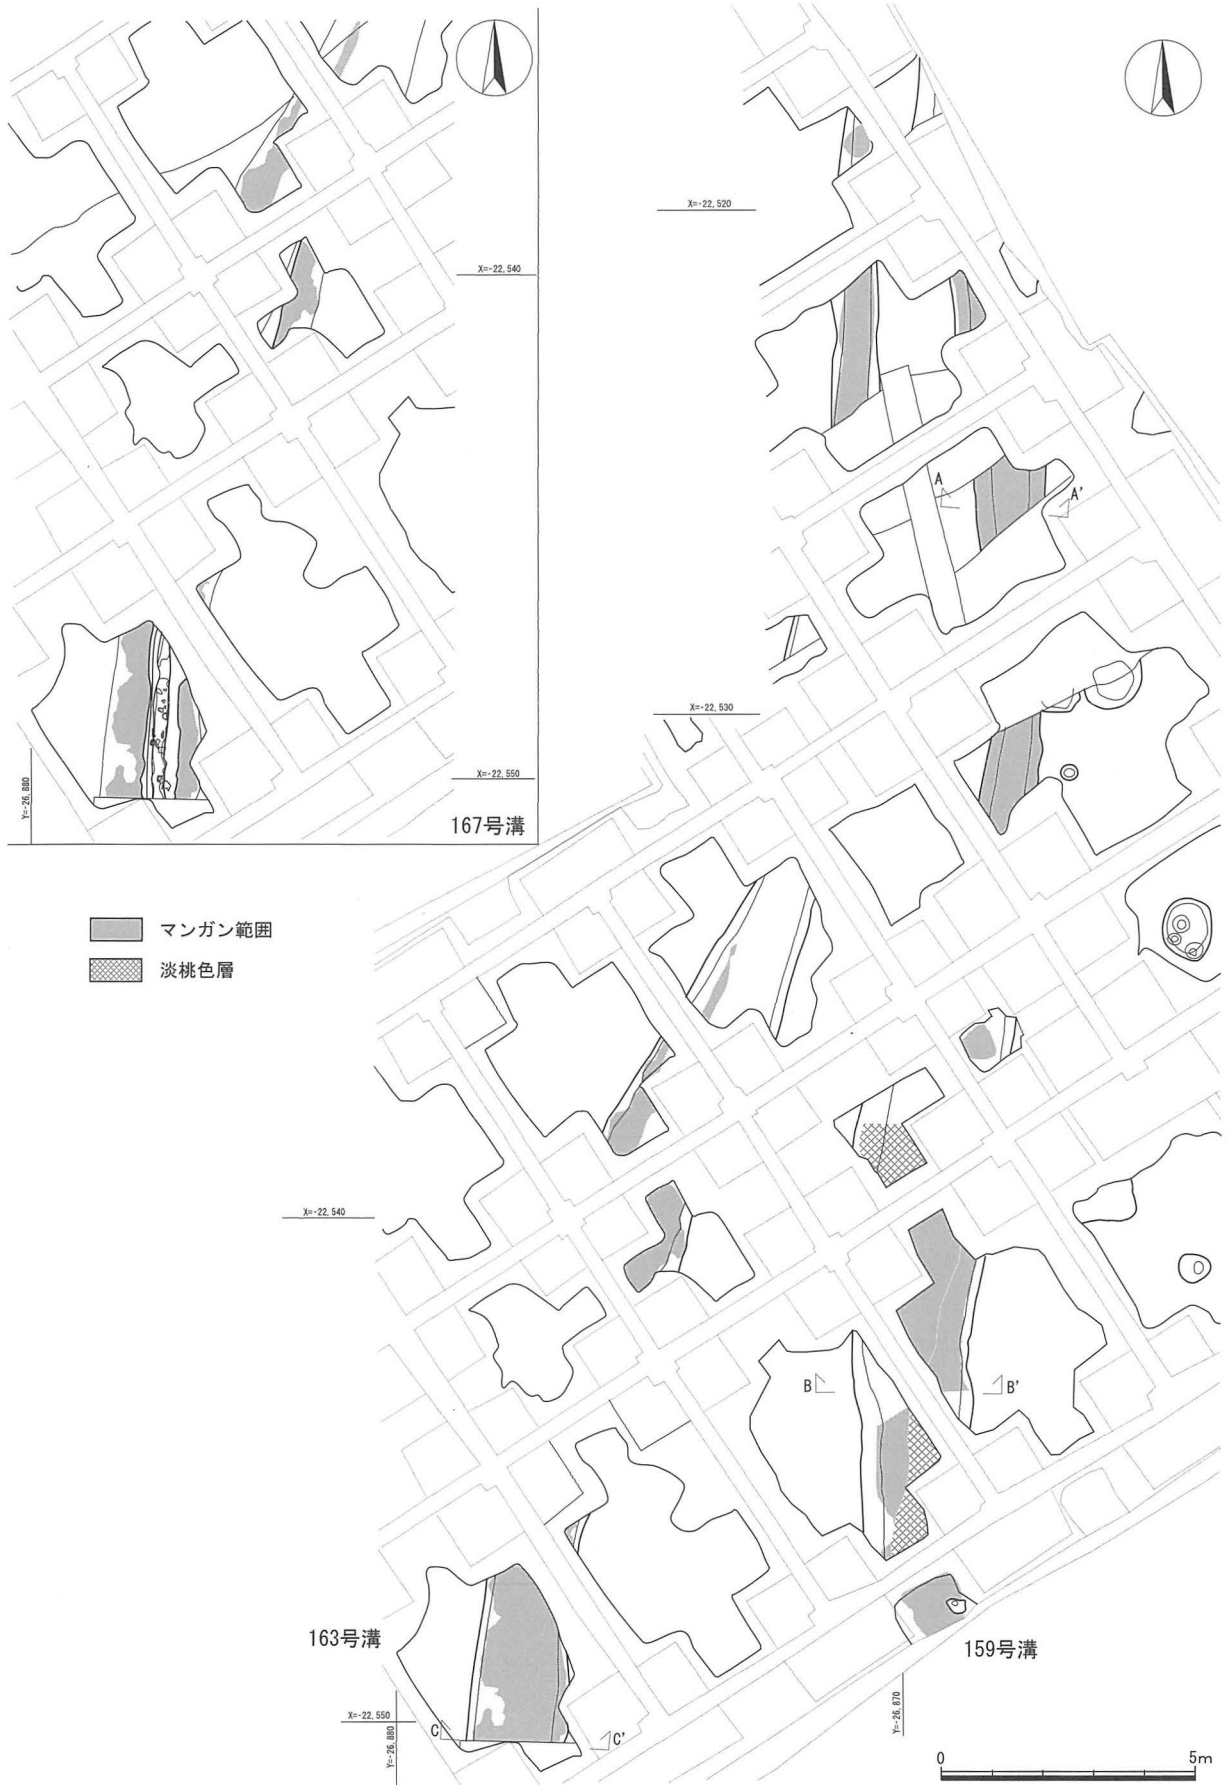 X=-22,540
X=-22,550
Y=-26,880
167号溝
マンガン範囲
淡桃色層
X=-22,520
A
A'
X=-22,530
X=-22,540
B
B'
163号溝
159号溝
X=-22,550
Y=-26,880
C
C'
Y=-26,870
0
5m